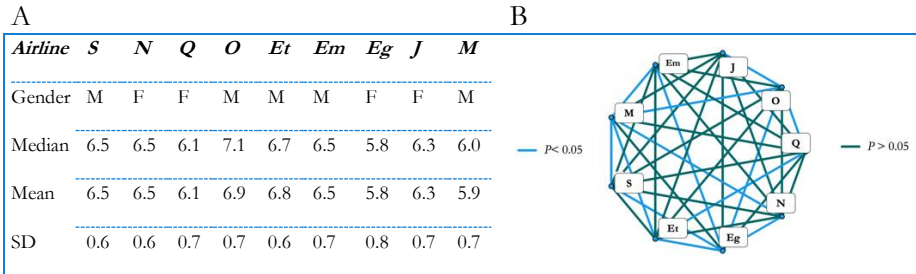 A
B
Airline S N Q O Et Em Eg J M
Gender M F F M M M F F M
Median 6.5 6.5 6.1 7.1 6.7 6.5 5.8 6.3 6.0
Mean 6.5 6.5 6.1 6.9 6.8 6.5 5.8 6.3 5.9
SD 0.6 0.6 0.7 0.7 0.6 0.7 0.8 0.7 0.7
Em
J
O
M
Q
P< 0.05
P > 0.05
S
N
Et
Eg